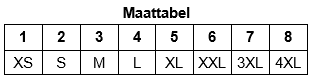 Maattabel
1 2 3 4 5 6 7 8
XS S M L XL XXL 3XL 4XL